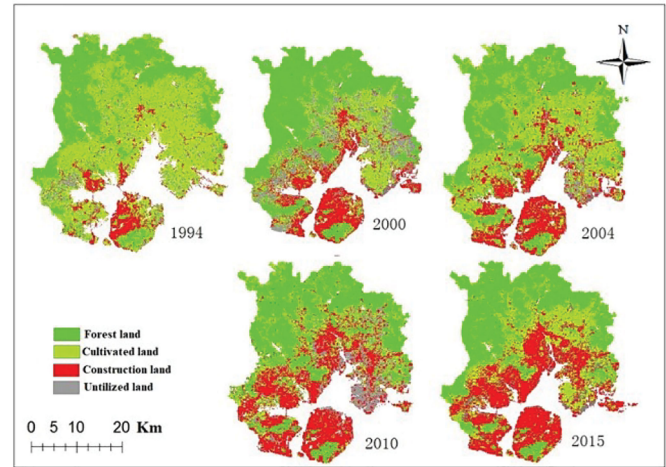 N
1994
2000
2004
Forest land
Cultivated land
Construction land
Untilized land
0 5 10 20 Km
2010
2015